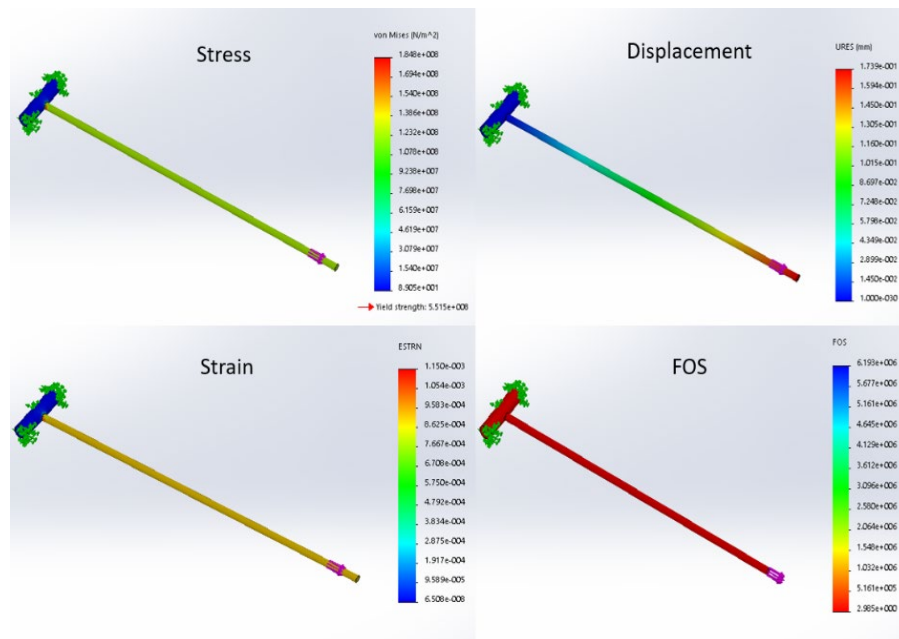 Stress
von Mises (N/m^2)
1.848e+008
1.694e+008
1.540e+008
1.386e+008
1.232e+008
1.078e+008
9.238e+007
7.698e+007
6.159e+007
4.619e+007
3.079e+007
1.540e+007
8.905e+001
Yield strength: 5.515e+008
Displacement
URES (mm)
1.739e-001
1.594e-001
1.450e-001
1.305e-001
1.160e-001
1.015e-001
8.697e-002
7.248e-002
5.798e-002
4.349e-002
2.899e-002
1.450e-002
1.000e-030
Strain
ESTRN
1.150e-003
1.054e-003
9.583e-004
8.625e-004
7.667e-004
6.708e-004
5.750e-004
4.792e-004
3.834e-004
2.875e-004
1.917e-004
9.589e-005
6.508e-008
FOS
FOS
6.193e+006
5.677e+006
5.161e+006
4.645e+006
4.129e+006
3.612e+006
3.096e+006
2.580e+006
2.064e+006
1.548e+006
1.032e+006
5.161e+005
2.985e+000